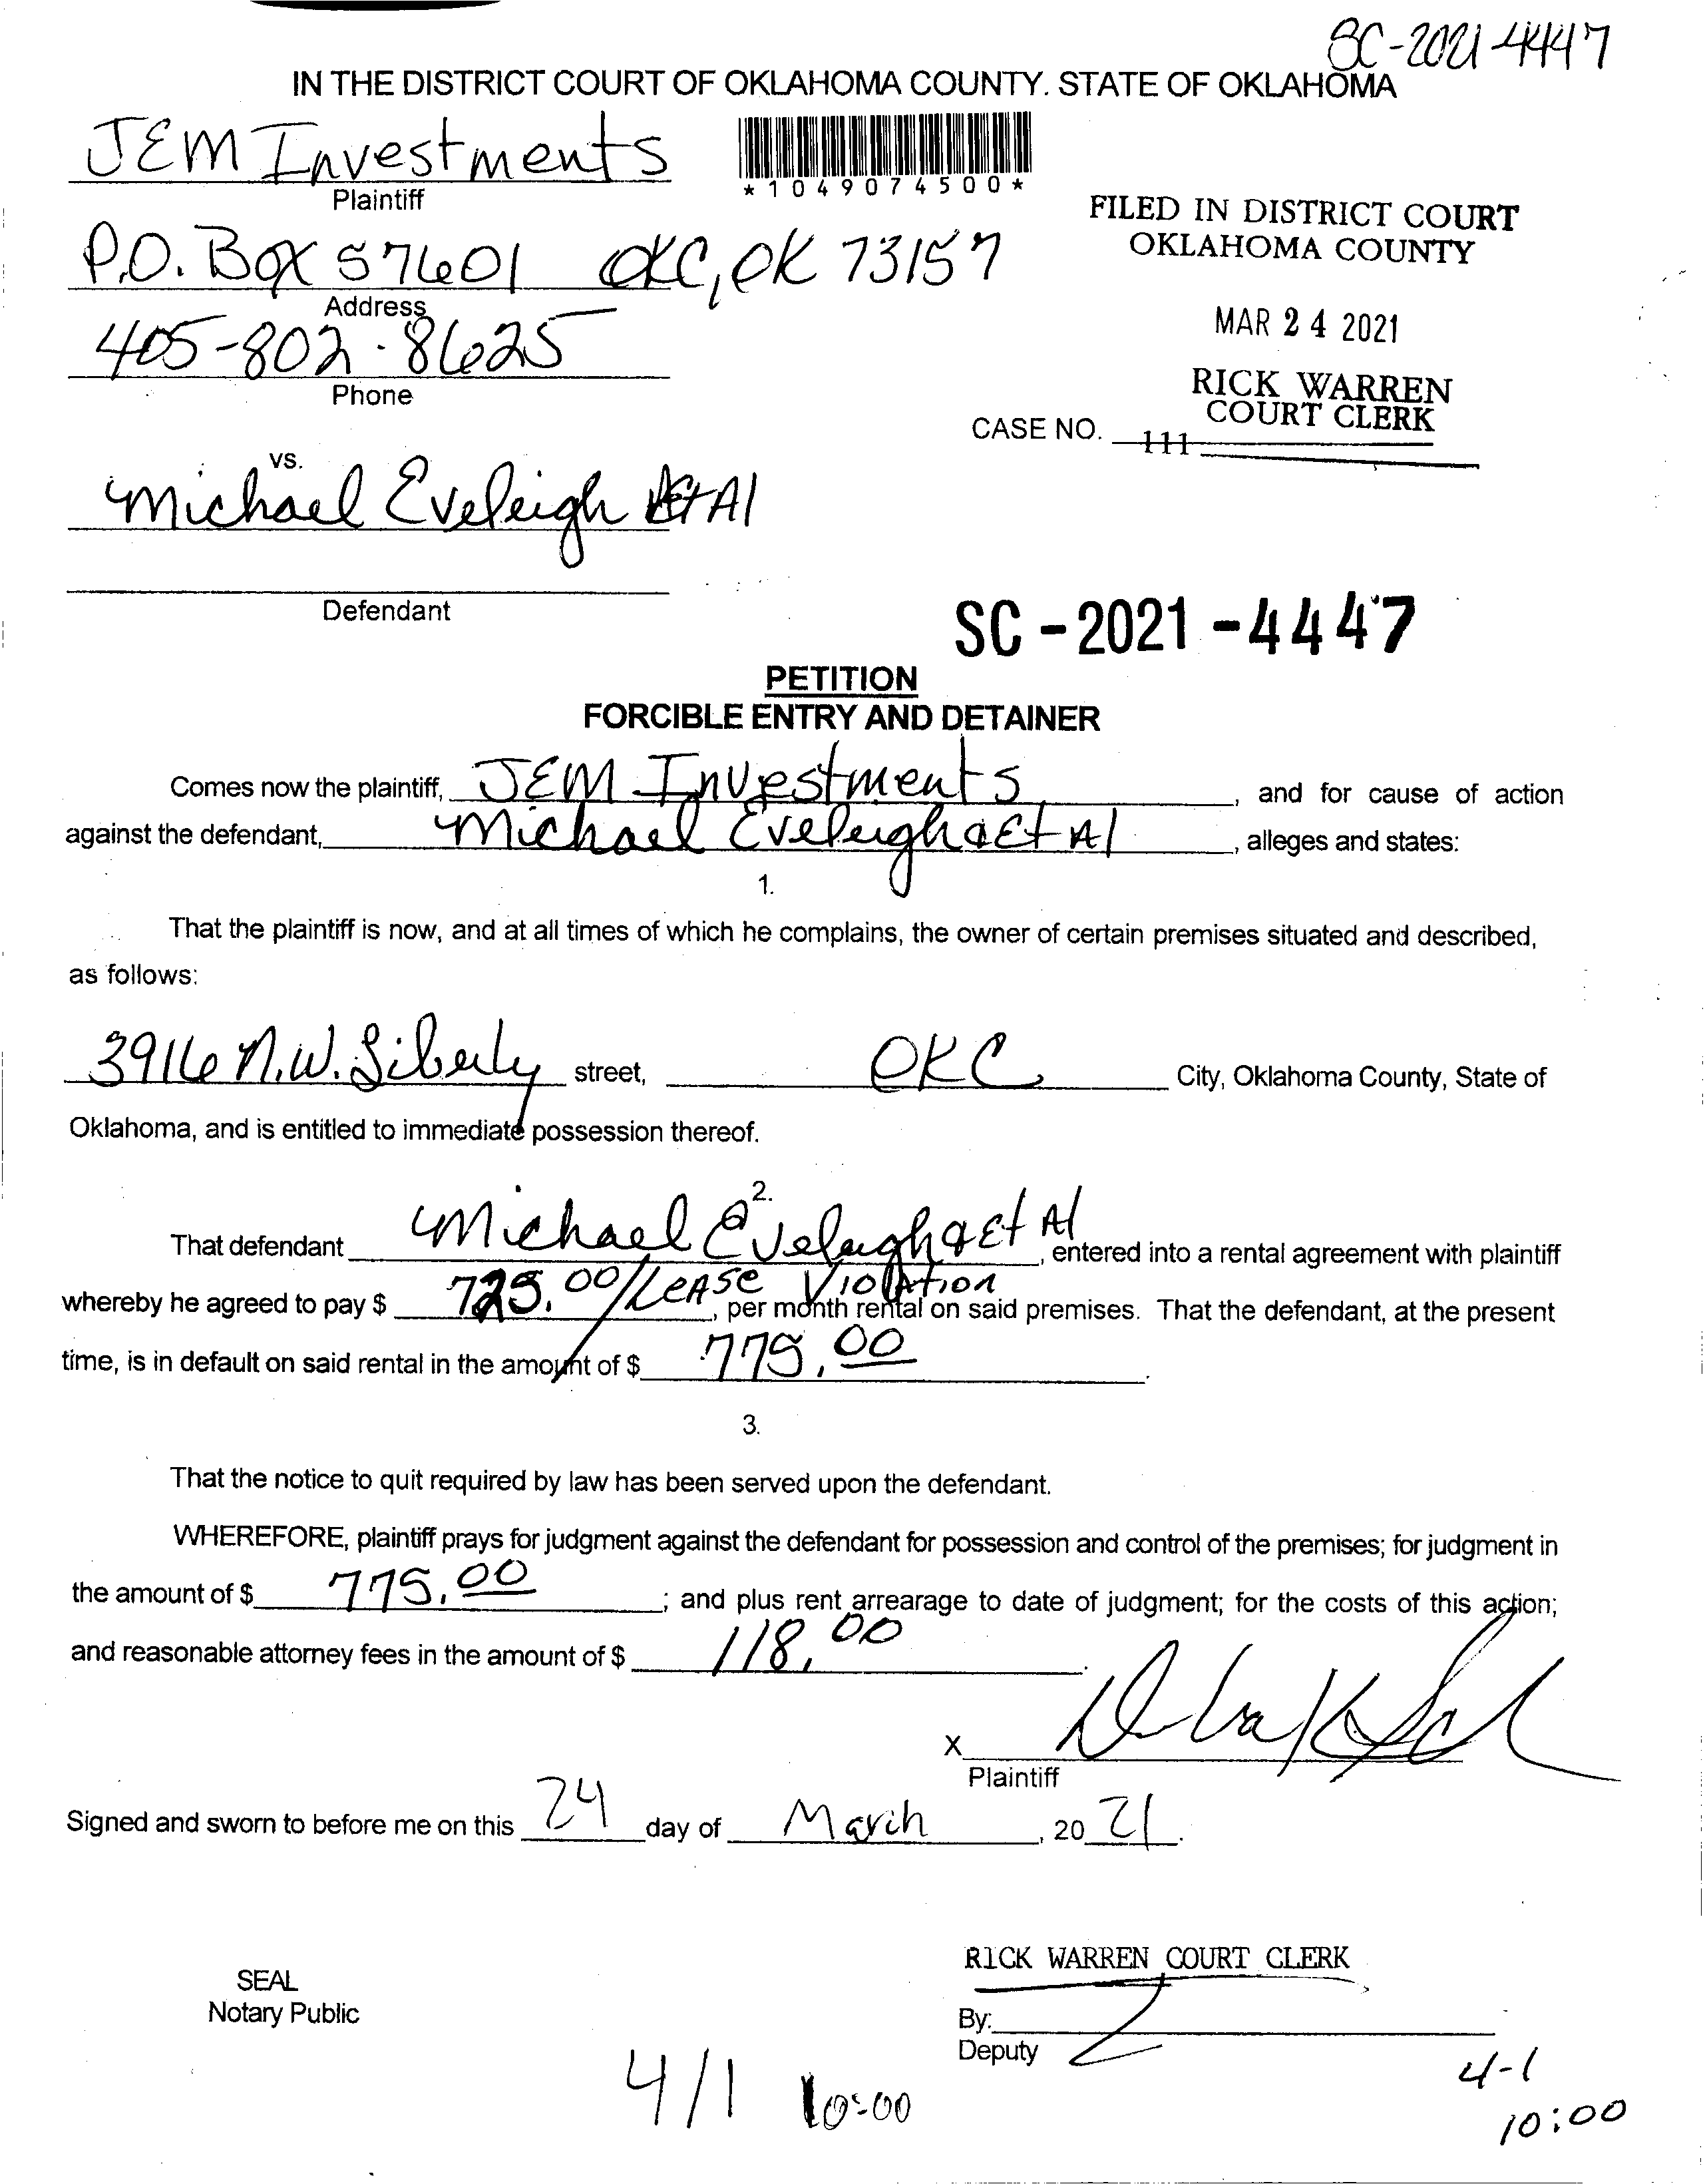 SC-2021-4447
IN THE DISTRICT COURT OF OKLAHOMA COUNTY. STATE OF OKLAHOMA
JEM Investments
Plaintiff
*1049074500*
FILED IN DISTRICT COURT
OKLAHOMA COUNTY
P.O. Box 57601 OKC, OK 73157
Address
MAR 24 2021
405-802-8625
Phone
RICK WARREN
COURT CLERK
CASE NO.
111
vs.
Michael Eveleigh Et Al
Defendant
SC-2021-4447
PETITION
FORCIBLE ENTRY AND DETAINER
Comes now the plaintiff, JEM Investments, and for cause of action
against the defendant, Michael Eveleigh Et Al, alleges and states:
1.
That the plaintiff is now, and at all times of which he complains, the owner of certain premises situated and described,
as follows:
3916 N.W. street, OKC City, Oklahoma County, State of
Oklahoma, and is entitled to immediate possession thereof.
2.
That defendant Michael Eveleigh Et Al, entered into a rental agreement with plaintiff
whereby he agreed to pay $ 725.00/Lease Violation, per month rental on said premises. That the defendant, at the present
time, is in default on said rental in the amount of $ 775.00.
3.
That the notice to quit required by law has been served upon the defendant.
WHEREFORE, plaintiff prays for judgment against the defendant for possession and control of the premises; for judgment in
the amount of $ 775.00; and plus rent arrearage to date of judgment; for the costs of this action;
and reasonable attorney fees in the amount of $ 118.00.
X
Plaintiff
Signed and sworn to before me on this 24 day of March, 2021.
RICK WARREN COURT CLERK
SEAL
Notary Public
By:
Deputy
4/1 10:00
4-1
10:00